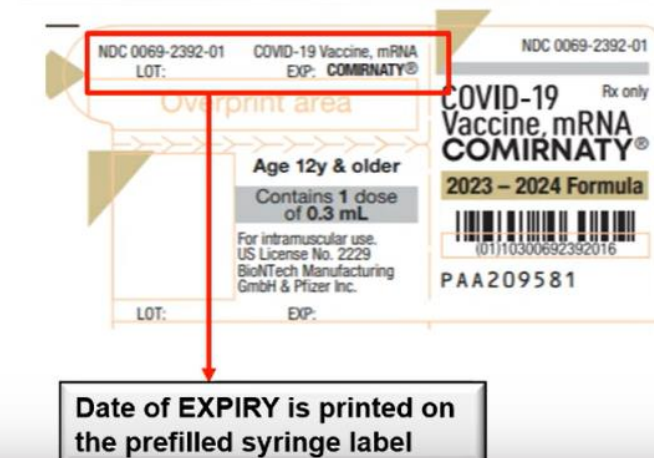 NDC 0069-2392-01 COVID-19 Vaccine, mRNA
LOT: EXP: COMIRNATY®
Overprint area
Age 12y & older
Contains 1 dose
of 0.3 mL
For intramuscular use.
US License No. 2229
BioNTech Manufacturing
GmbH & Pfizer Inc.
LOT: EXP:
NDC 0069-2392-01
COVID-19 Rx only
Vaccine, mRNA
COMIRNATY®
2023 – 2024 Formula
(01)10300692392016
PAA209581
Date of EXPIRY is printed on
the prefilled syringe label